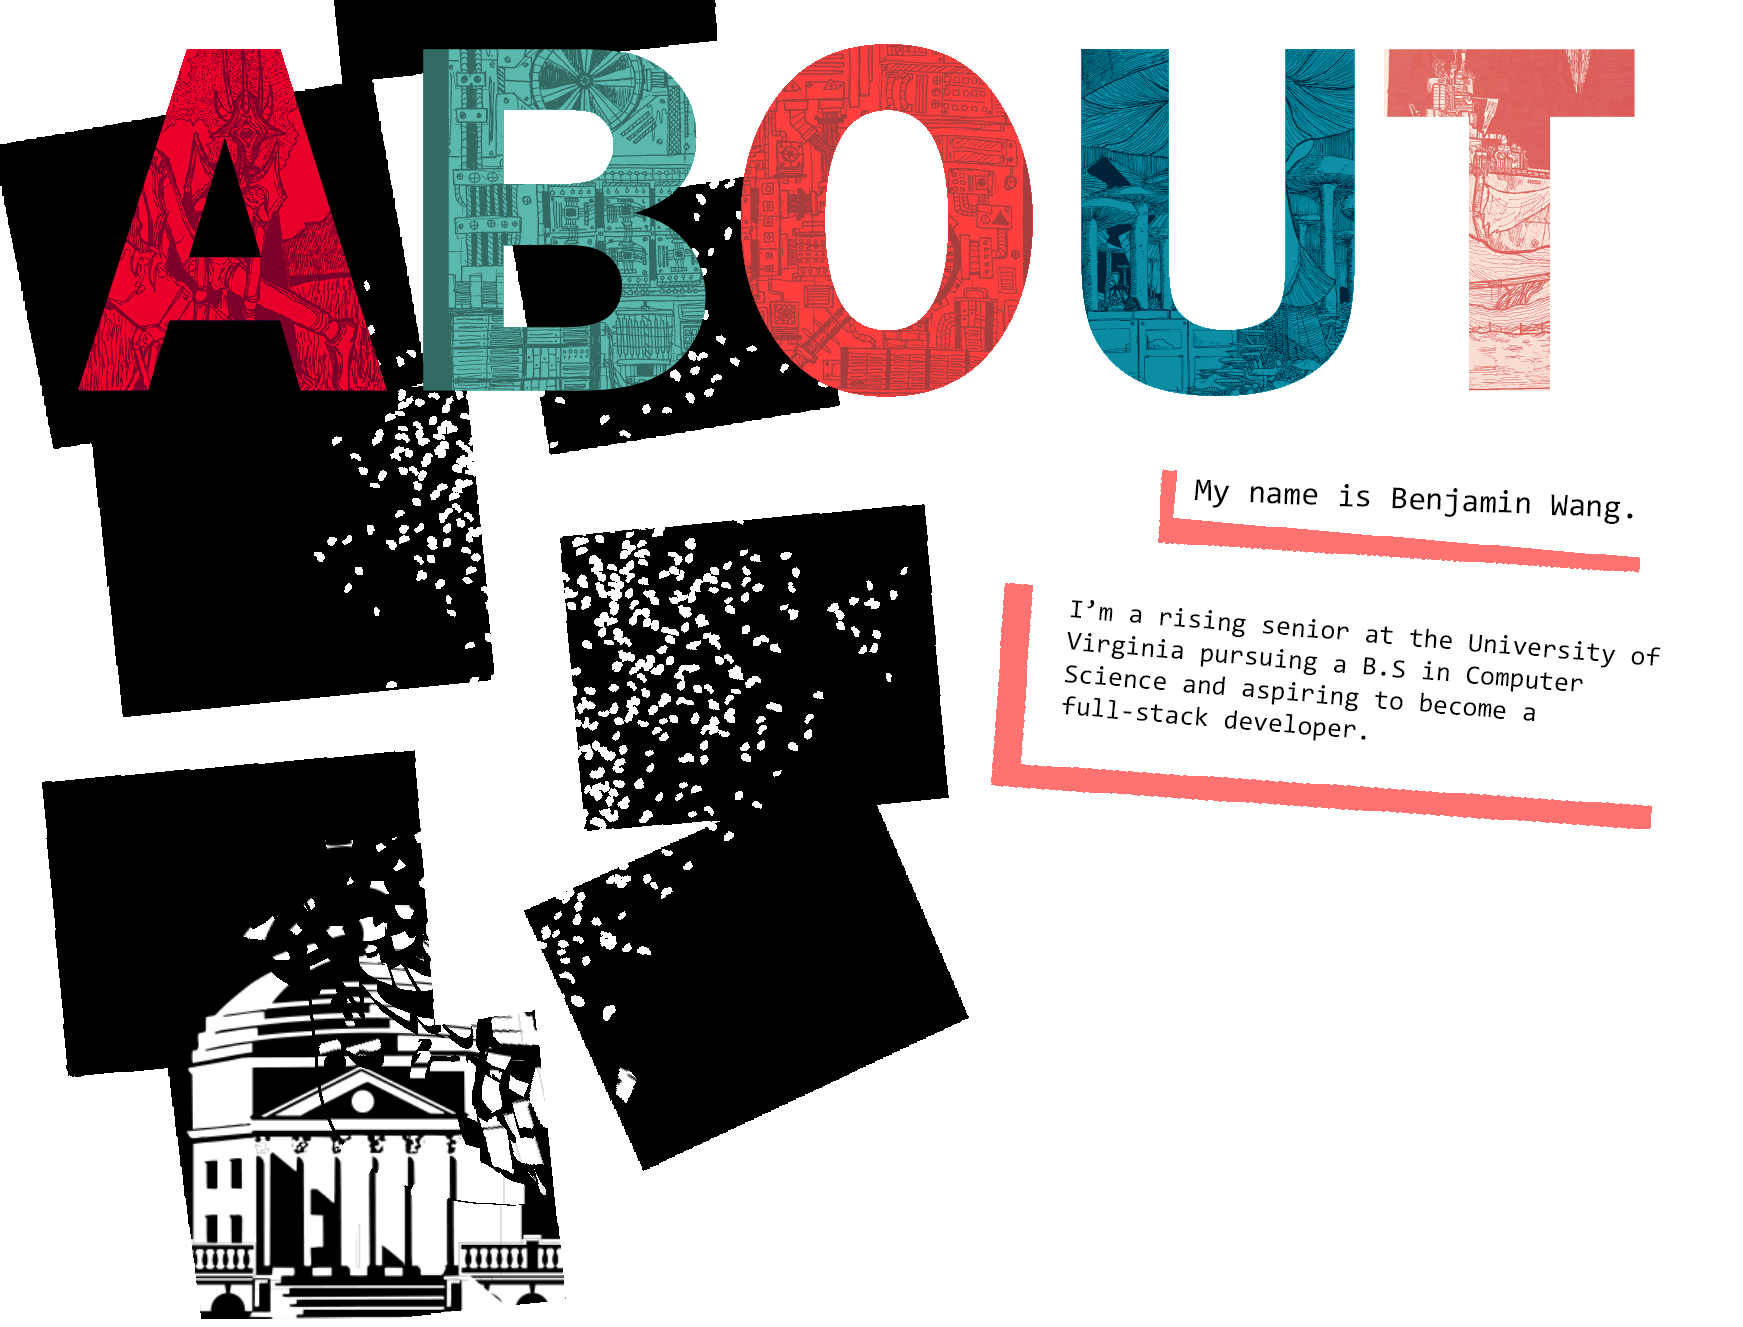 ABOUT
My name is Benjamin Wang.
I’m a rising senior at the University of
Virginia pursuing a B.S in Computer
Science and aspiring to become a
full-stack developer.